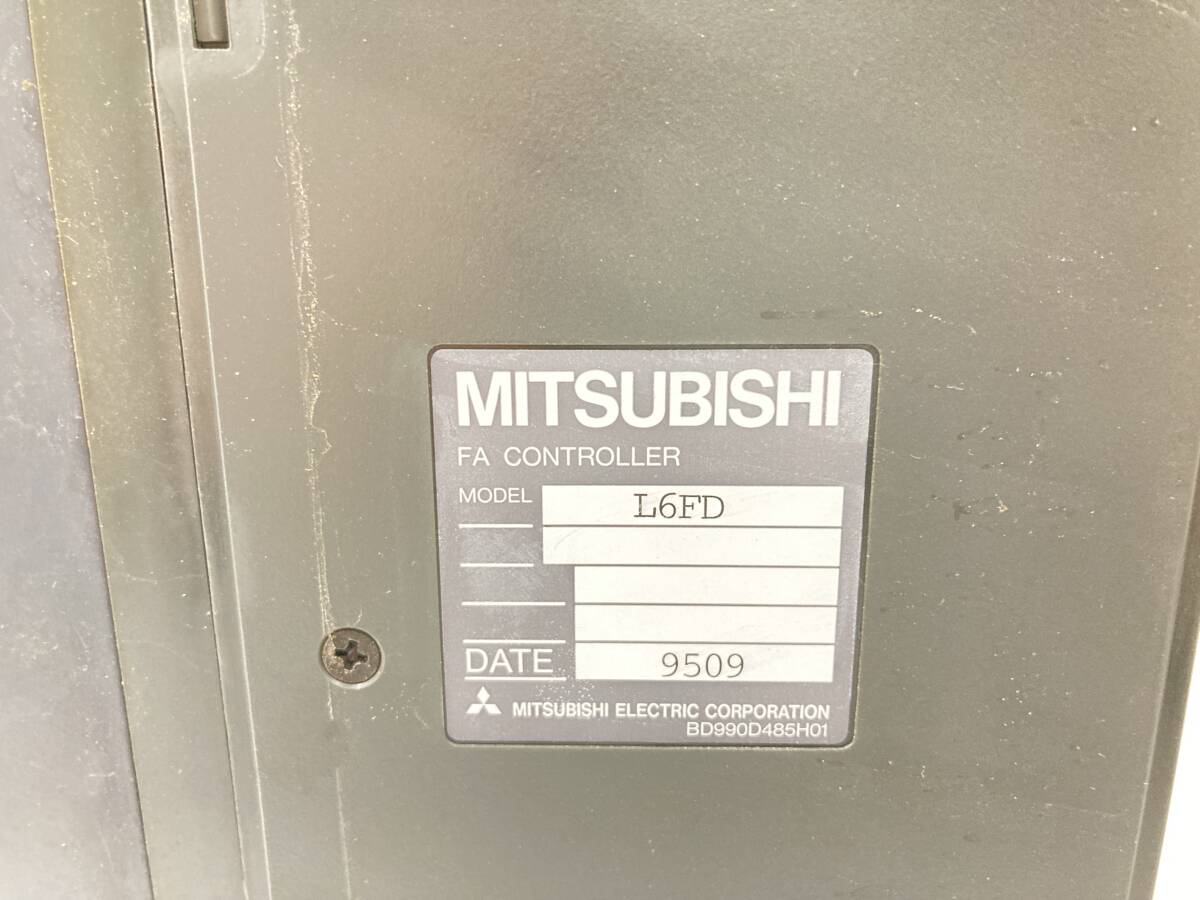 MITSUBISHI
FA CONTROLLER
MODEL L6FD
DATE 9509
MITSUBISHI ELECTRIC CORPORATION
BD990D485H01